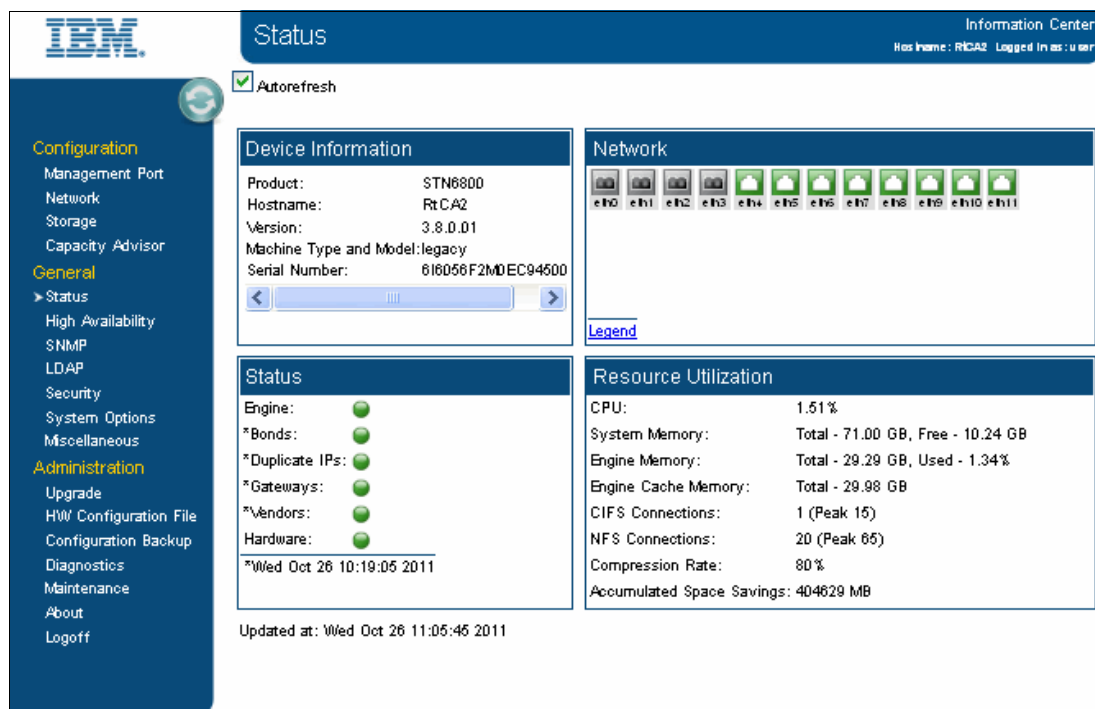 IBM.
Status
Information Center
Hostname: RtCA2 Logged in as: user
Autorefresh
Configuration
Management Port
Network
Storage
Capacity Advisor
General
Status
High Availability
SNMP
LDAP
Security
System Options
Miscellaneous
Administration
Upgrade
HW Configuration File
Configuration Backup
Diagnostics
Maintenance
About
Logoff
Device Information
Product: STN6800
Hostname: RtCA2
Version: 3.8.0.01
Machine Type and Model:legacy
Serial Number: 6I6056F2M0EC94500
Network
eth0 eth1 eth2 eth3 eth4 eth5 eth6 eth7 eth8 eth9 eth10 eth11
Legend
Status
Engine:
*Bonds:
*Duplicate IPs:
*Gateways:
*Vendors:
Hardware:
*Wed Oct 26 10:19:05 2011
Resource Utilization
CPU: 1.51%
System Memory: Total - 71.00 GB, Free - 10.24 GB
Engine Memory: Total - 29.29 GB, Used - 1.34%
Engine Cache Memory: Total - 29.98 GB
CIFS Connections: 1 (Peak 15)
NFS Connections: 20 (Peak 65)
Compression Rate: 80%
Accumulated Space Savings: 404629 MB
Updated at: Wed Oct 26 11:05:45 2011